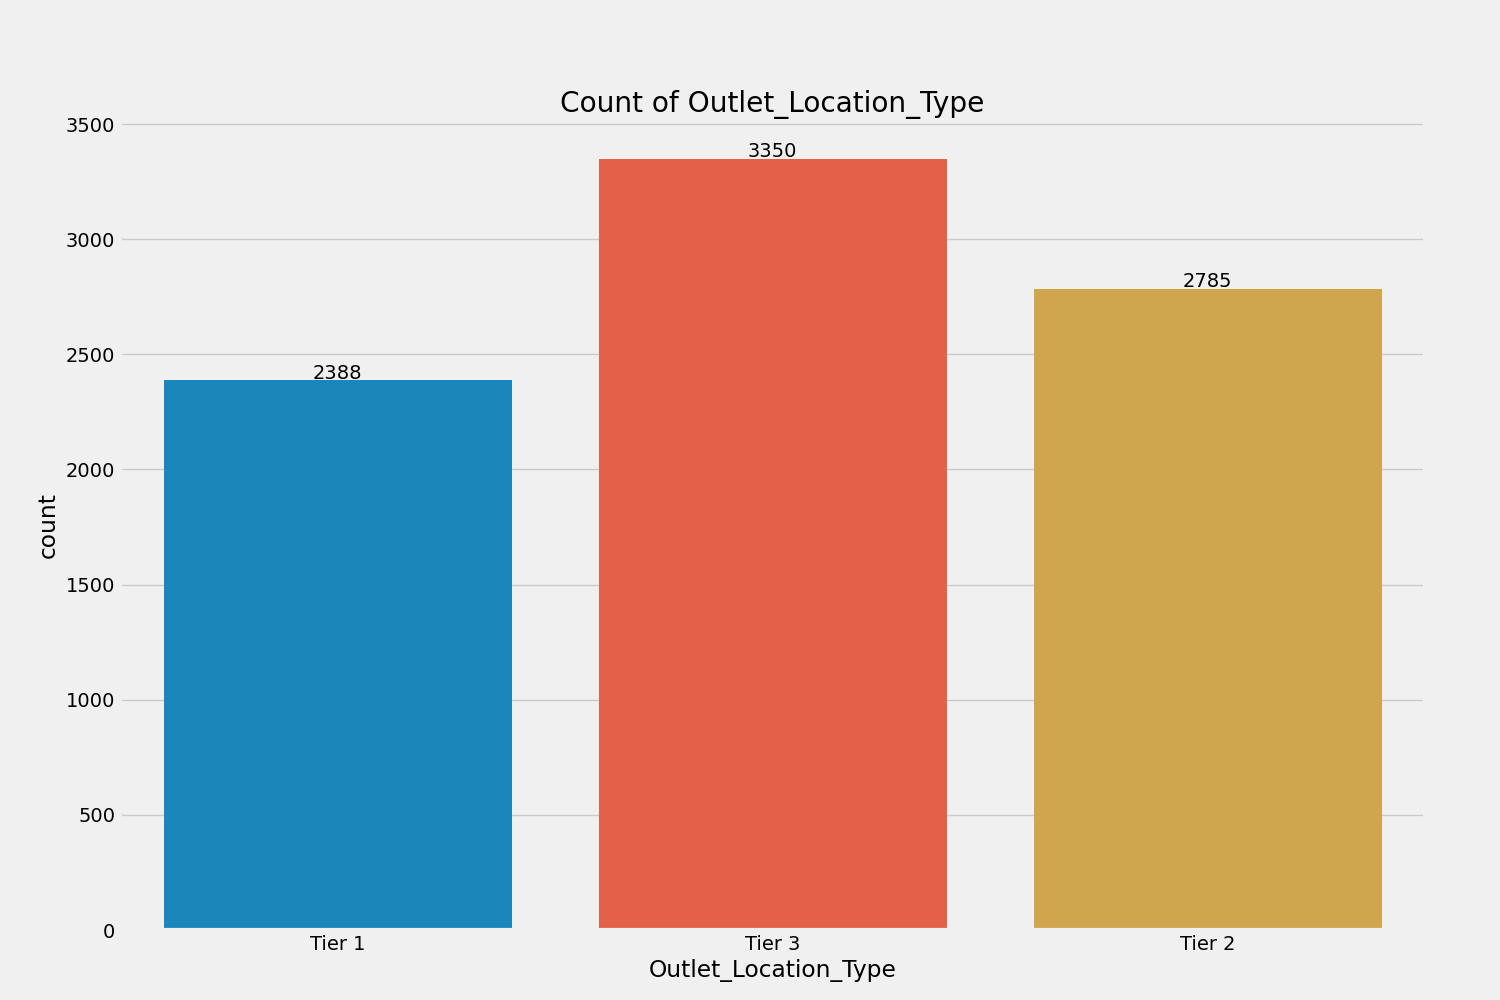 Count of Outlet_Location_Type
3500
3000
2500
2000
1500
1000
500
0
count
2388
3350
2785
Tier 1
Tier 3
Tier 2
Outlet_Location_Type